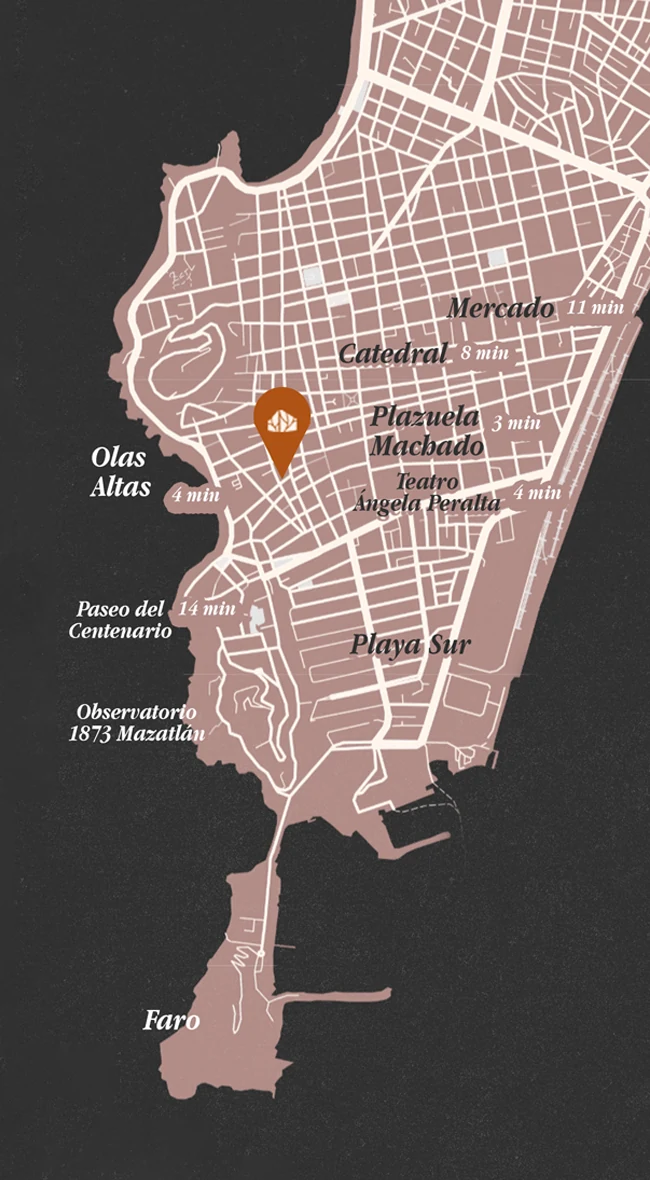 Mercado 11 min
Catedral 8 min
Plazuela
Machado 3 min
Olas
Altas 4 min
Teatro
Ángela Peralta 4 min
Paseo del
Centenario 14 min
Playa Sur
Observatorio
1873 Mazatlán
Faro